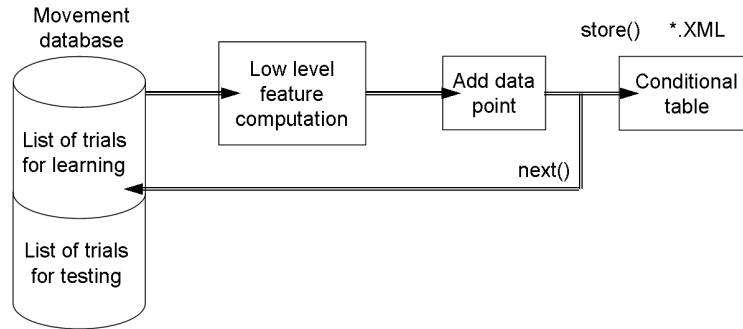 Movement
database
List of trials
for learning
List of trials
for testing
Low level
feature
computation
Add data
point
store() *.XML
Conditional
table
next()